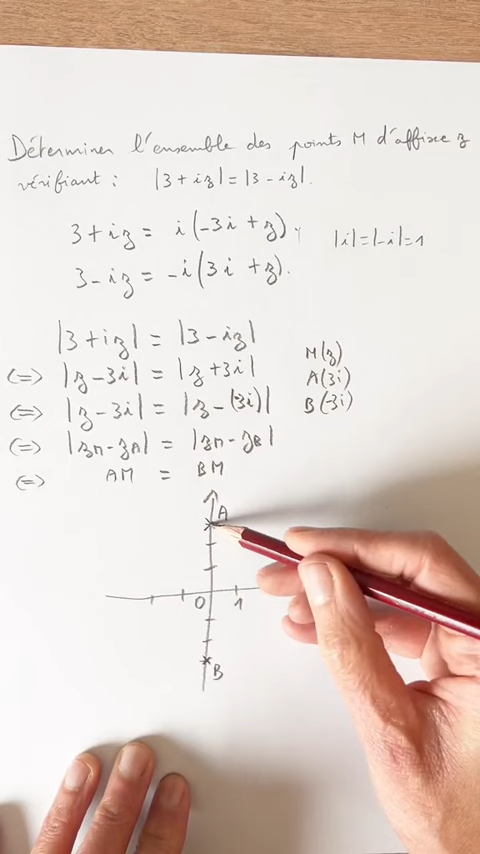 Déterminer l'ensemble des points M d'affixe z
vérifiant : |3+iz|=|3-iz|.
3+iz = i(-3i+z).
|i|=|-i|=1
3-iz = -i(3i+z).
|3+iz| = |3-iz|
(=) |z-3i| = |z+3i|
(=) |z-3i| = |z-(-3i)|
(=) |zM-zA| = |zM-zB|
(=) AM = BM
M(z)
A(3i)
B(-3i)
A
0 1
B